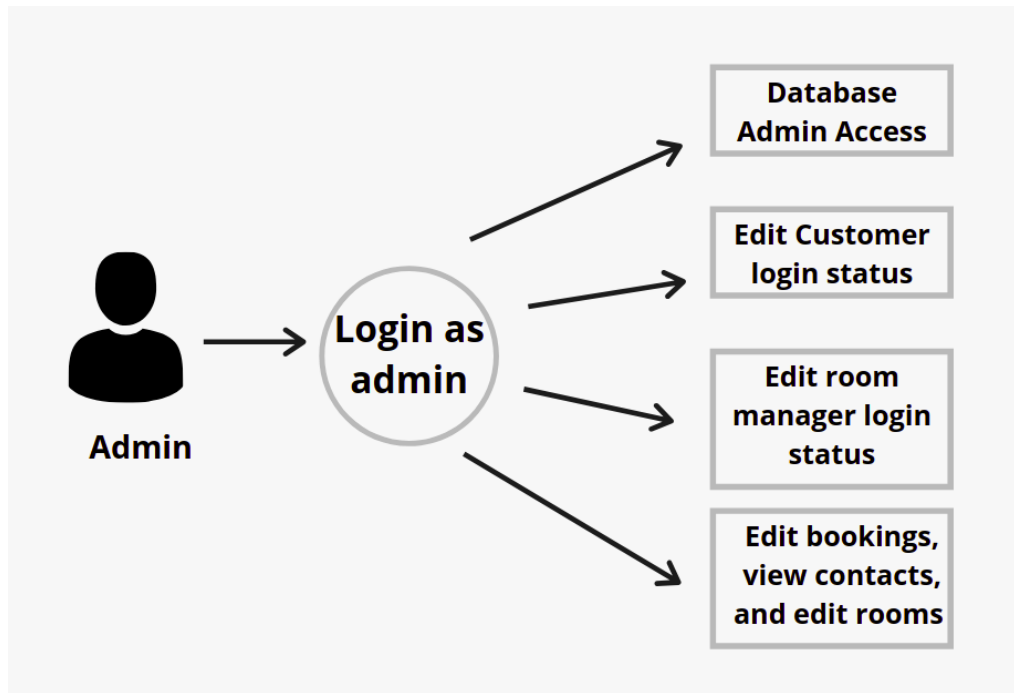 Database
Admin Access
Edit Customer
login status
Login as
admin
Edit room
manager login
status
Admin
Edit bookings,
view contacts,
and edit rooms